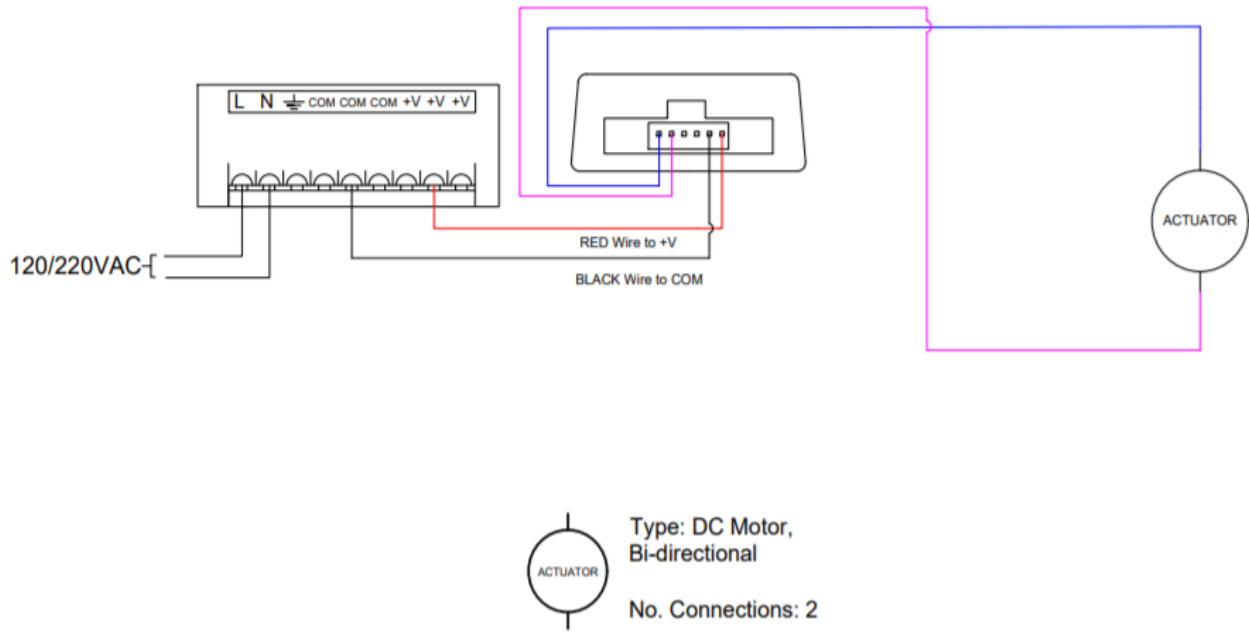 L N COM COM COM +V +V +V
120/220VAC
RED Wire to +V
BLACK Wire to COM
ACTUATOR
ACTUATOR
Type: DC Motor,
Bi-directional
No. Connections: 2